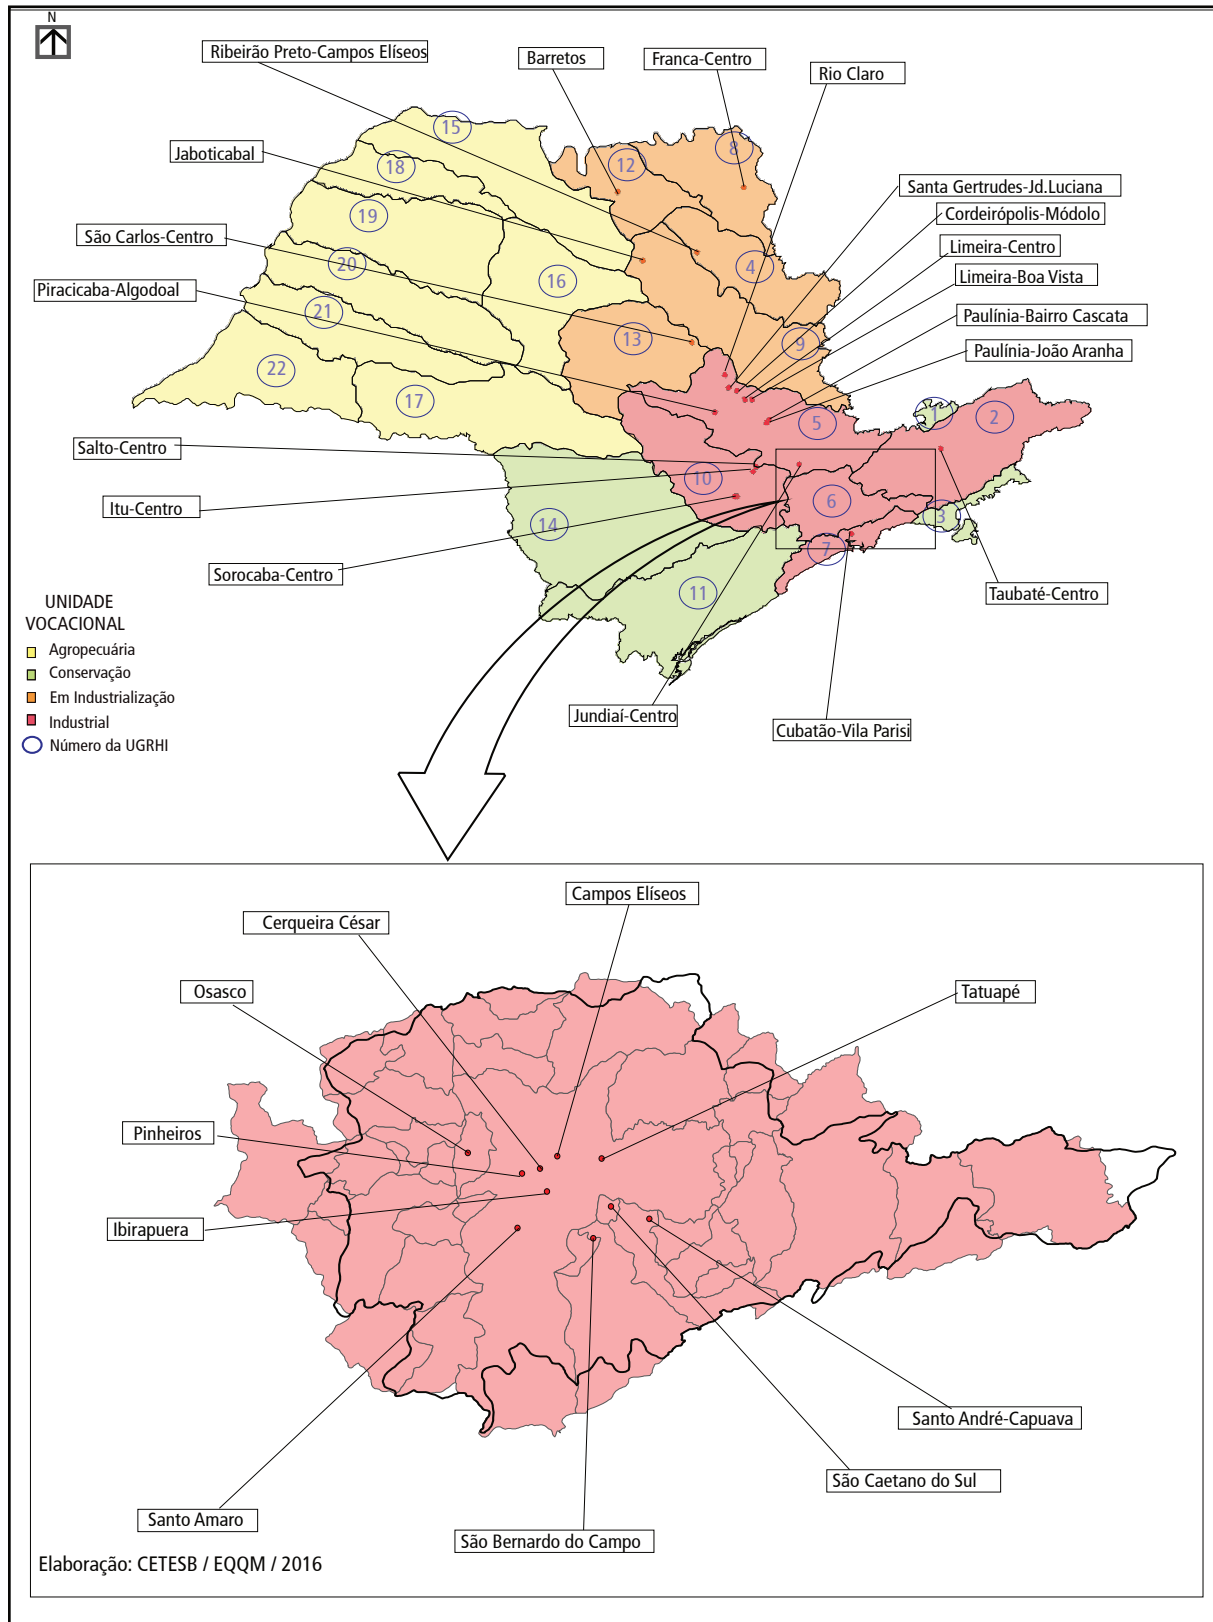 N
Ribeirão Preto-Campos Elíseos
Barretos
Franca-Centro
Rio Claro
Jaboticabal
São Carlos-Centro
Piracicaba-Algodoal
Santa Gertrudes-Jd.Luciana
Cordeirópolis-Módolo
Limeira-Centro
Limeira-Boa Vista
Paulínia-Bairro Cascata
Paulínia-João Aranha
15
18
19
20
21
22
17
16
12
8
4
13
9
5
1
2
10
6
3
7
14
11
Salto-Centro
Itu-Centro
Sorocaba-Centro
Taubaté-Centro
Jundiaí-Centro
Cubatão-Vila Parisi
UNIDADE
VOCACIONAL
Agropecuária
Conservação
Em Industrialização
Industrial
Número da UGRHI
Campos Elíseos
Cerqueira César
Osasco
Tatuapé
Pinheiros
Ibirapuera
Santo André-Capuava
São Caetano do Sul
Santo Amaro
São Bernardo do Campo
Elaboração: CETESB / EQQM / 2016